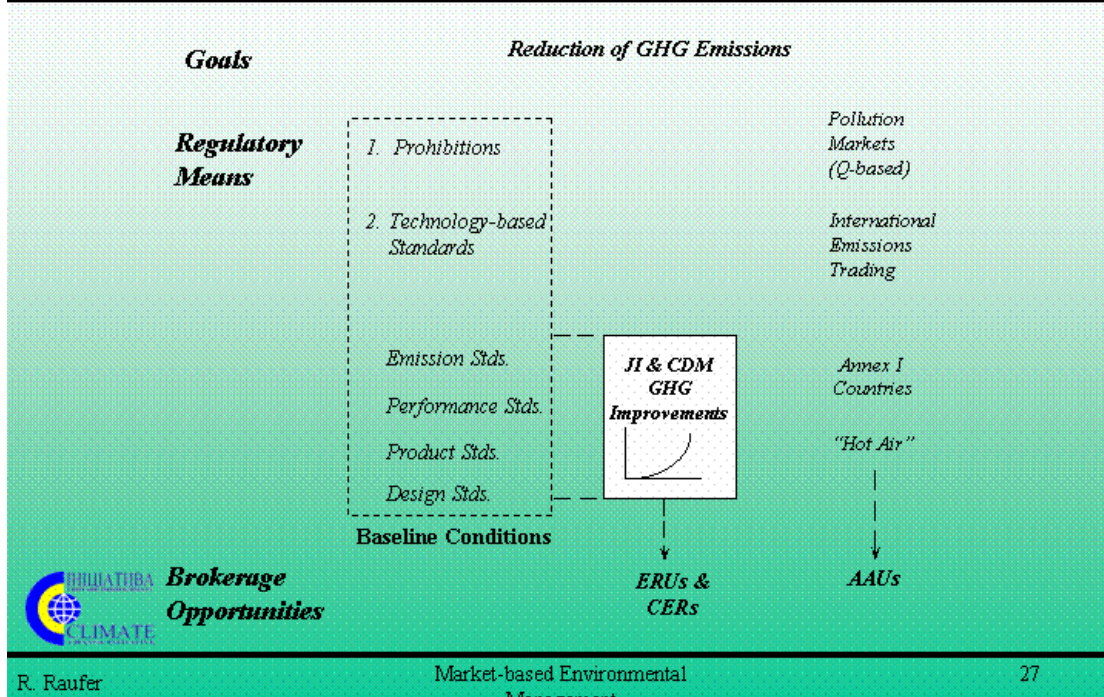 Goals
Reduction of GHG Emissions
Regulatory
Means
1. Prohibitions
2. Technology-based
Standards
Emission Stds.
Performance Stds.
Product Stds.
Design Stds.
Baseline Conditions
JI & CDM
GHG
Improvements
Pollution
Markets
(Q-based)
International
Emissions
Trading
Annex I
Countries
“Hot Air”
Brokerage
Opportunities
ERUs &
CERs
AAUs
CLIMATE
R. Raufer
Market-based Environmental
Management
27